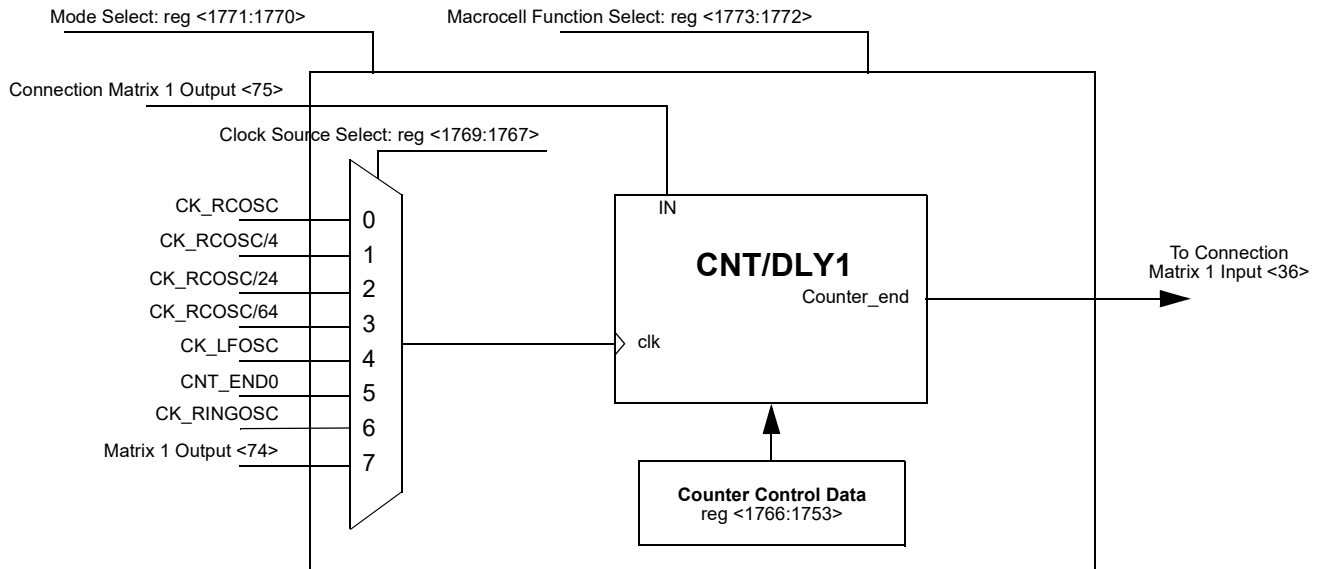 Mode Select: reg <1771:1770>
Macrocell Function Select: reg <1773:1772>
Connection Matrix 1 Output <75>
Clock Source Select: reg <1769:1767>
CK_RCOSC
0
CK_RCOSC/4
1
CK_RCOSC/24
2
CK_RCOSC/64
3
CK_LFOSC
4
CNT_END0
5
CK_RINGOSC
6
Matrix 1 Output <74>
7
IN
CNT/DLY1
Counter_end
clk
To Connection
Matrix 1 Input <36>
Counter Control Data
reg <1766:1753>